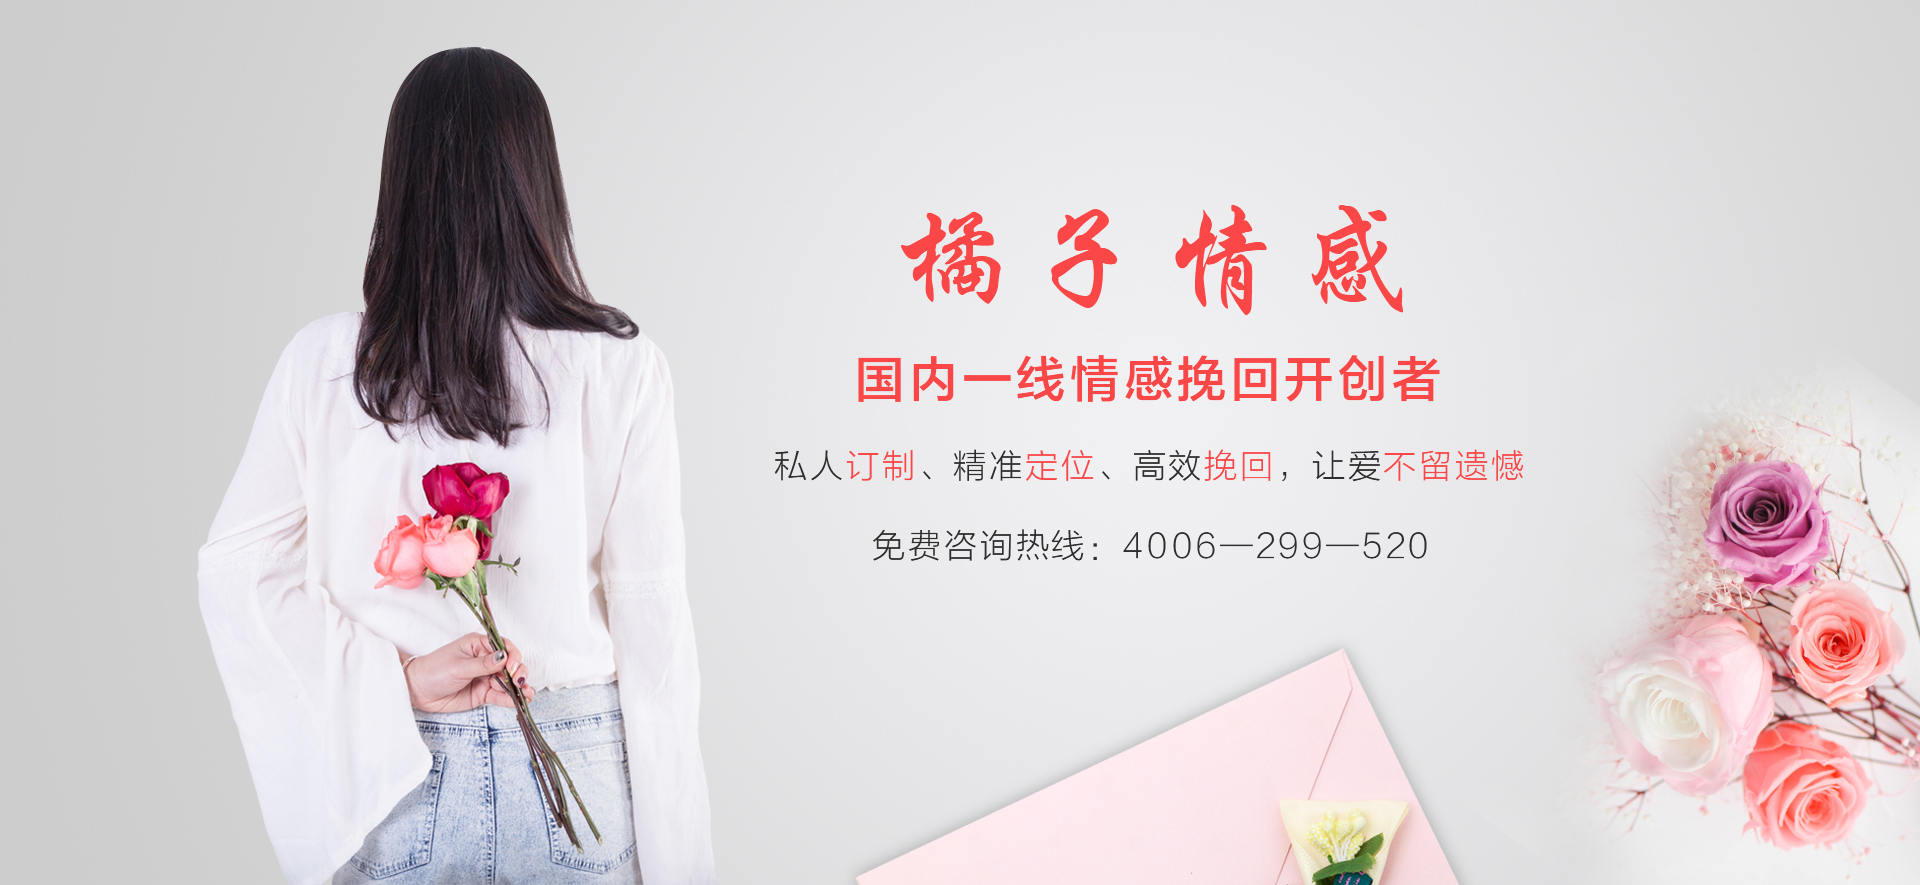 橘子情感
国内一线情感挽回开创者
私人订制、精准定位、高效挽回，让爱不留遗憾
免费咨询热线：4006—299—520